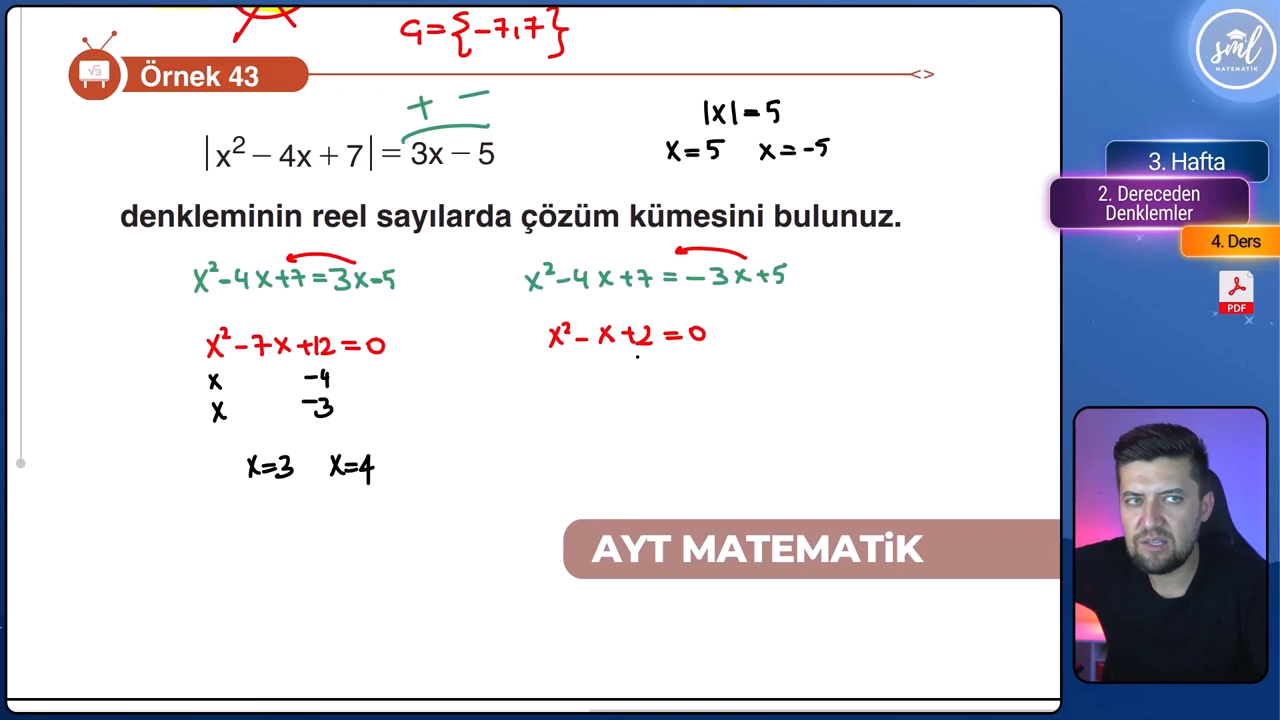 Ç = {-7,7}
√3
Örnek 43
< >
+ −
|x| = 5
|x² − 4x + 7| = 3x − 5
x = 5 x = -5
denkleminin reel sayılarda çözüm kümesini bulunuz.
x² - 4x + 7 = 3x - 5
x² - 4x + 7 = -3x + 5
x² - 7x + 12 = 0
x² - x + 2 = 0
x -4
x -3
x = 3 x = 4
AYT MATEMATİK
sml
MATEMATİK
3. Hafta
2. Dereceden
Denklemler
4. Ders
PDF